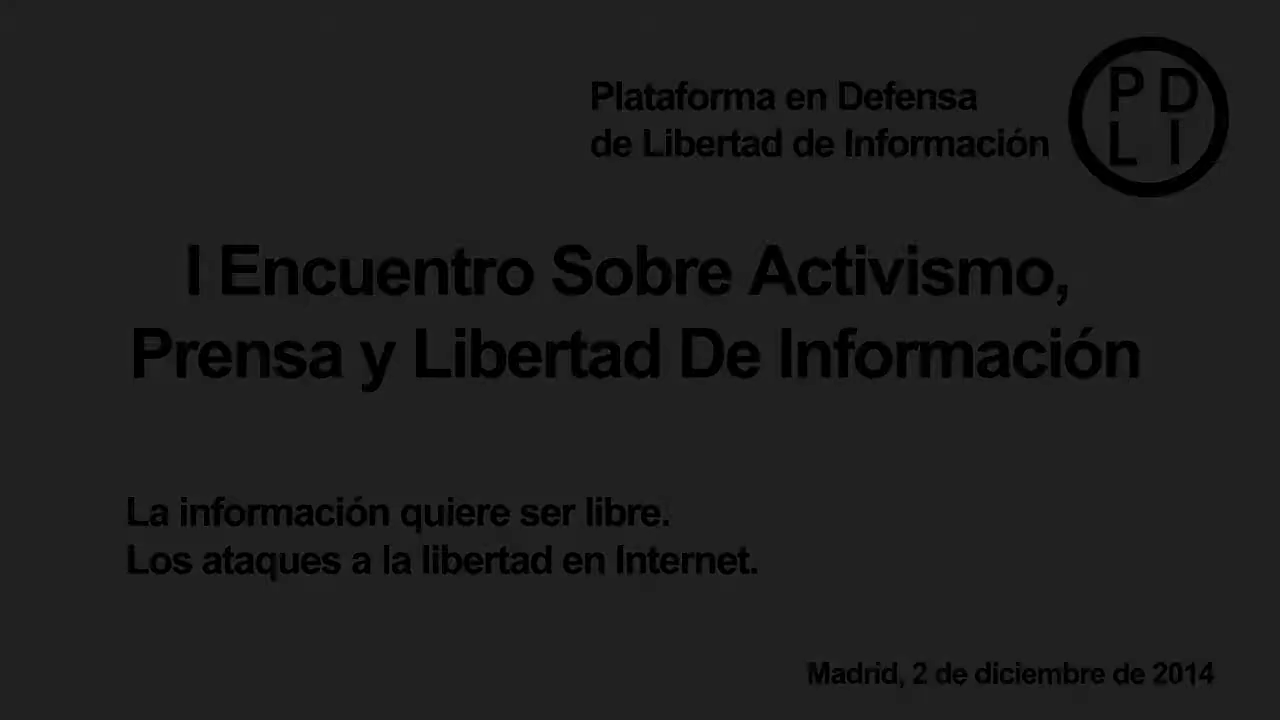 Plataforma en Defensa
de Libertad de Información
P D
L I
I Encuentro Sobre Activismo,
Prensa y Libertad De Información
La información quiere ser libre.
Los ataques a la libertad en Internet.
Madrid, 2 de diciembre de 2014